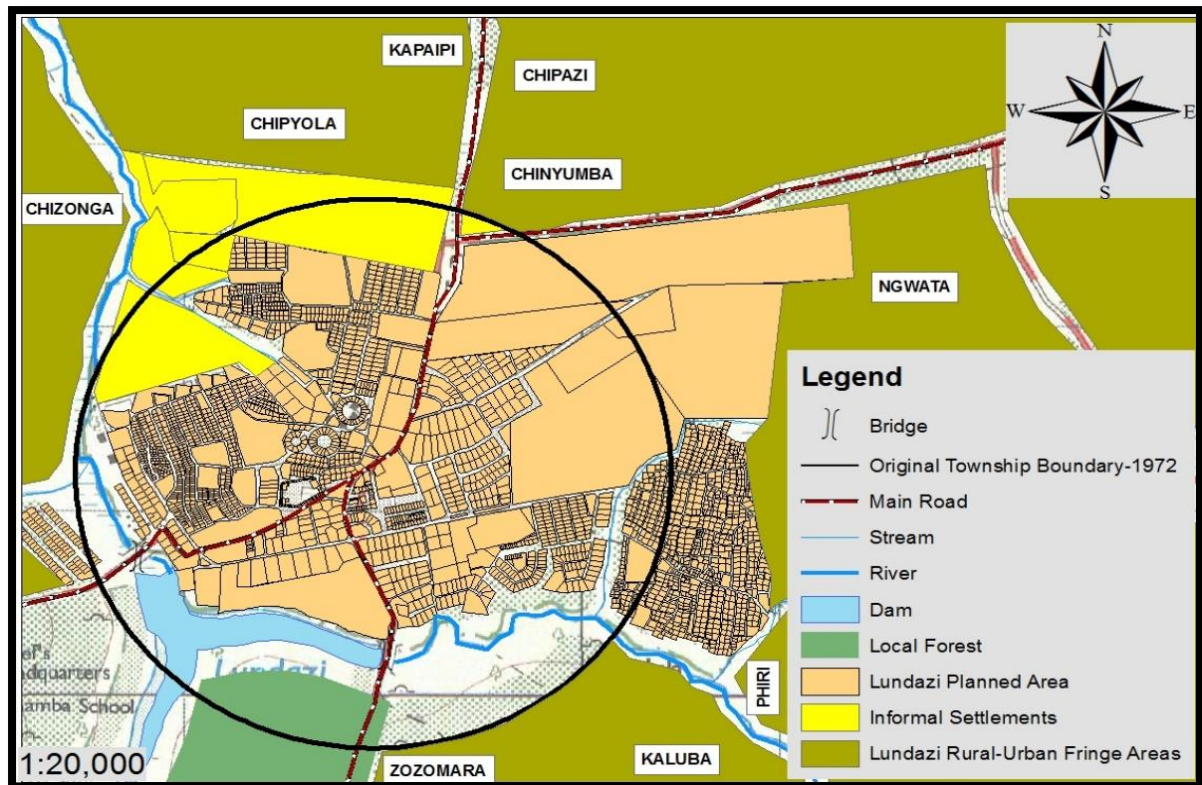 KAPAIPI
CHIPAZI
CHIPYOLA
CHINYUMBA
CHIZONGA
NGWATA
N
W
E
S
Legend
Bridge
Original Township Boundary-1972
Main Road
Stream
River
Dam
Local Forest
Lundazi Planned Area
Informal Settlements
Lundazi Rural-Urban Fringe Areas
Lundazi
headquarters
School
PHIRI
1:20,000
ZOZOMARA
KALUBA